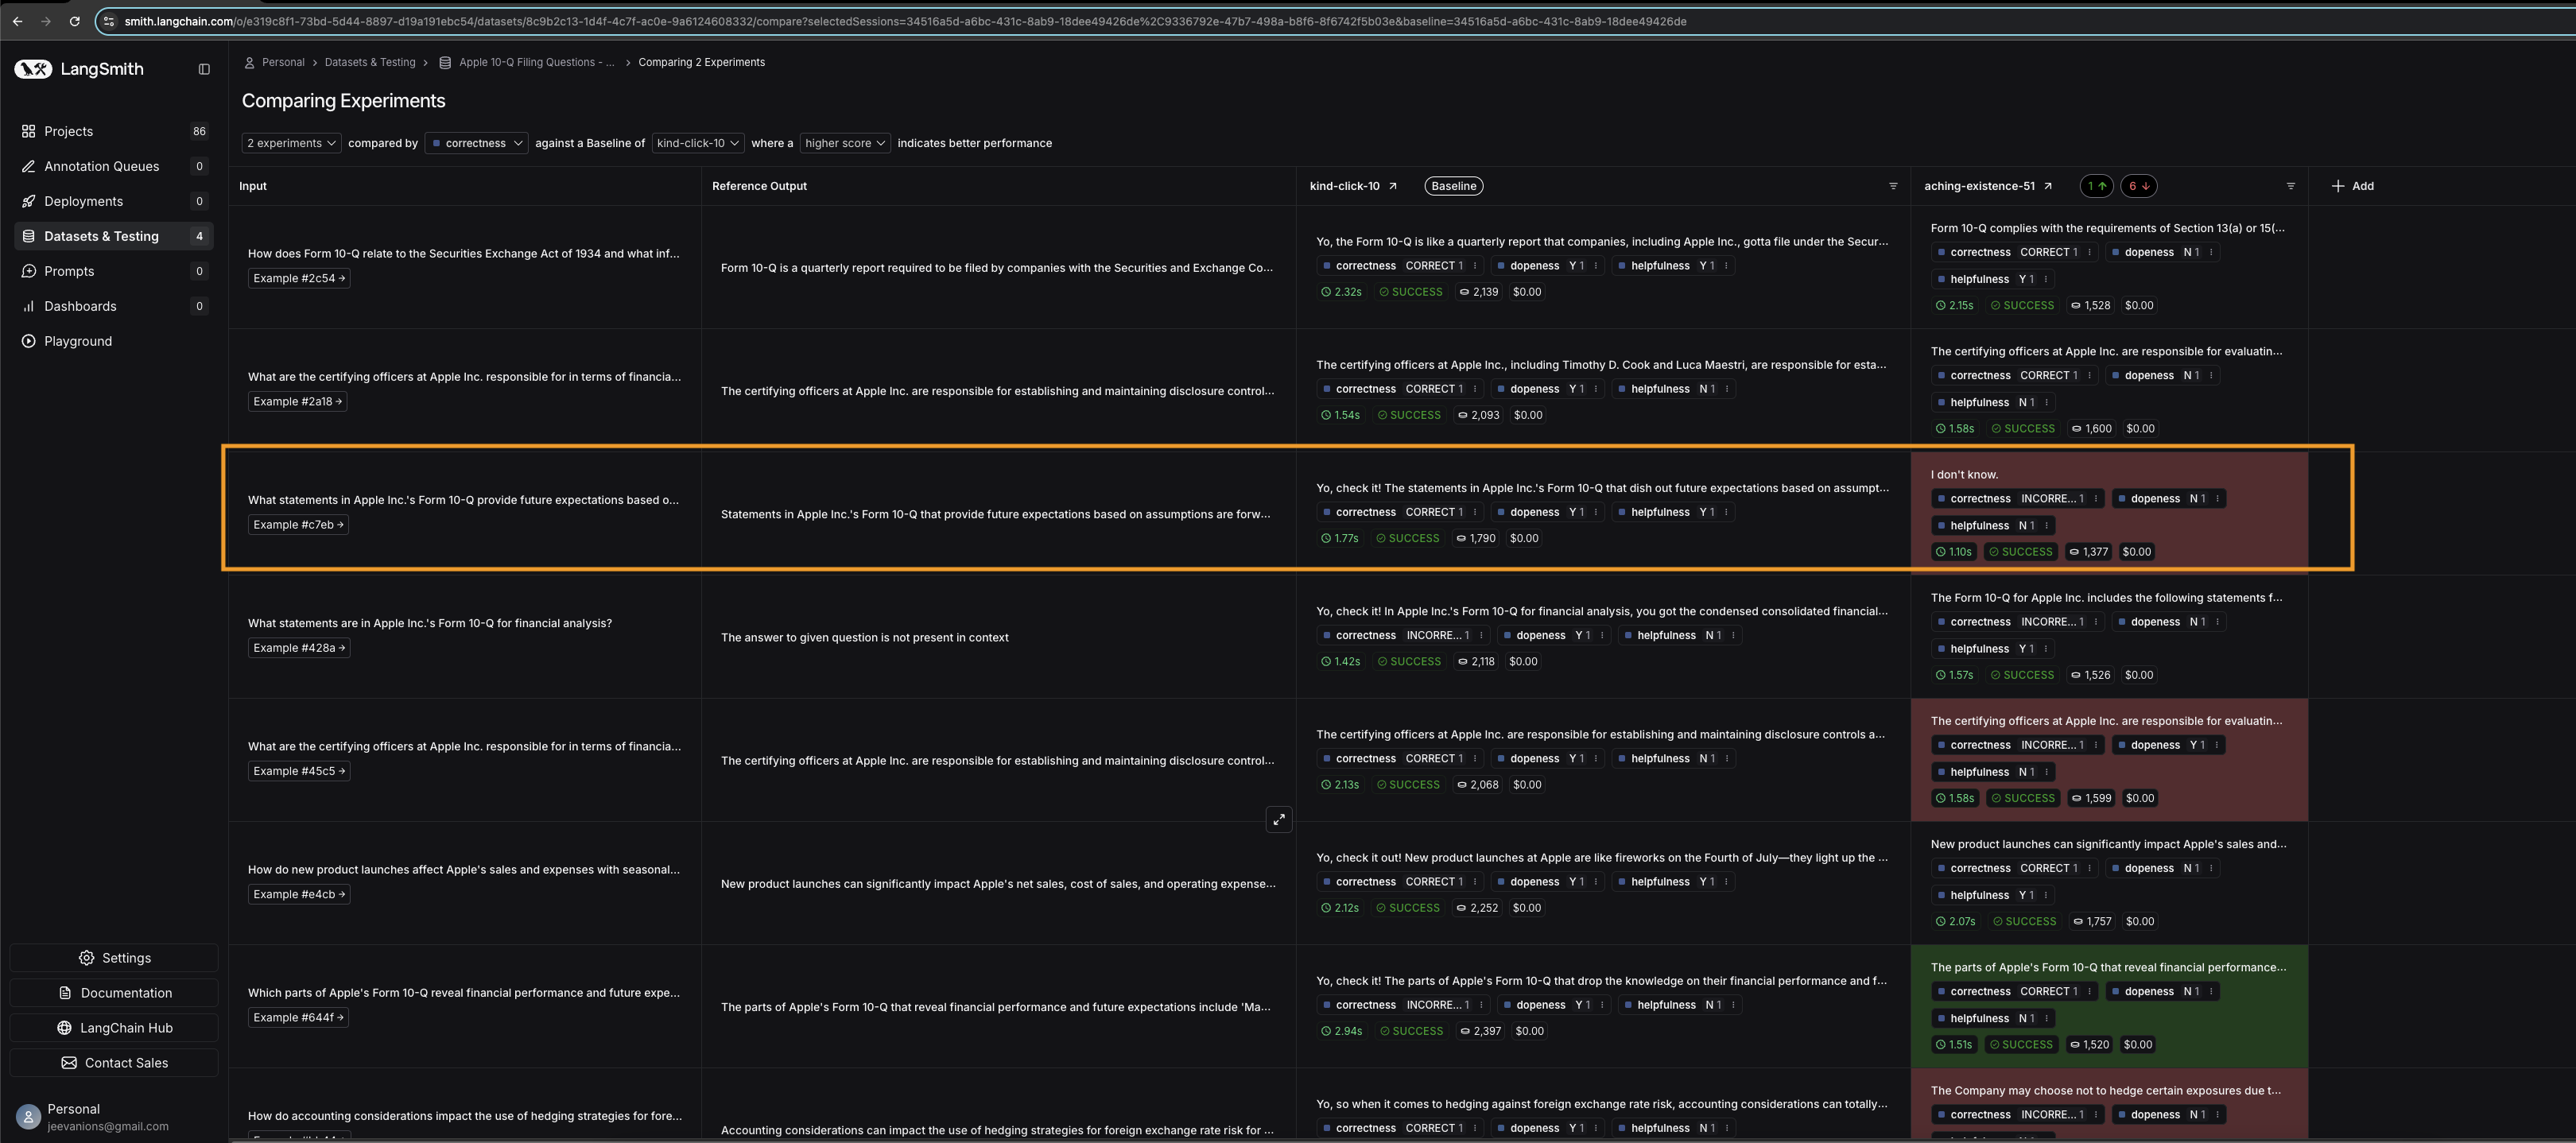 smith.langchain.com/o/e319c8f1-73bd-5d44-8897-d19a191ebc54/datasets/8c9b2c13-1d4f-4c7f-ac0e-9a6124608332/compare?selectedSessions=34516a5d-a6bc-431c-8ab9-18dee49426de%2C9336792e-47b7-498a-b8f6-8f6742f5b03e&baseline=34516a5d-a6bc-431c-8ab9-18dee49426de
LangSmith
Projects 86
Annotation Queues 0
Deployments 0
Datasets & Testing 4
Prompts 0
Dashboards 0
Playground
Settings
Documentation
LangChain Hub
Contact Sales
Personal
jeevanions@gmail.com
Personal > Datasets & Testing > Apple 10-Q Filing Questions - ... > Comparing 2 Experiments
Comparing Experiments
2 experiments compared by correctness against a Baseline of kind-click-10 where a higher score indicates better performance
Input Reference Output kind-click-10 Baseline aching-existence-51 1 6 Add
How does Form 10-Q relate to the Securities Exchange Act of 1934 and what inf...
Example #2c54
Form 10-Q is a quarterly report required to be filed by companies with the Securities and Exchange Co...
Yo, the Form 10-Q is like a quarterly report that companies, including Apple Inc., gotta file under the Secur...
correctness CORRECT 1 dopeness Y 1 helpfulness Y 1
2.32s SUCCESS 2,139 $0.00
Form 10-Q complies with the requirements of Section 13(a) or 15(...
correctness CORRECT 1 dopeness N 1
helpfulness Y 1
2.15s SUCCESS 1,528 $0.00
What are the certifying officers at Apple Inc. responsible for in terms of financia...
Example #2a18
The certifying officers at Apple Inc. are responsible for establishing and maintaining disclosure control...
The certifying officers at Apple Inc., including Timothy D. Cook and Luca Maestri, are responsible for esta...
correctness CORRECT 1 dopeness Y 1 helpfulness N 1
1.54s SUCCESS 2,093 $0.00
The certifying officers at Apple Inc. are responsible for evaluatin...
correctness CORRECT 1 dopeness N 1
helpfulness N 1
1.58s SUCCESS 1,600 $0.00
What statements in Apple Inc.'s Form 10-Q provide future expectations based o...
Example #c7eb
Statements in Apple Inc.'s Form 10-Q that provide future expectations based on assumptions are forw...
Yo, check it! The statements in Apple Inc.'s Form 10-Q that dish out future expectations based on assumpt...
correctness CORRECT 1 dopeness Y 1 helpfulness Y 1
1.77s SUCCESS 1,790 $0.00
I don't know.
correctness INCORRE... 1 dopeness N 1
helpfulness N 1
1.10s SUCCESS 1,377 $0.00
What statements are in Apple Inc.'s Form 10-Q for financial analysis?
Example #428a
The answer to given question is not present in context
Yo, check it! In Apple Inc.'s Form 10-Q for financial analysis, you got the condensed consolidated financial...
correctness INCORRE... 1 dopeness Y 1 helpfulness N 1
1.42s SUCCESS 2,118 $0.00
The Form 10-Q for Apple Inc. includes the following statements f...
correctness INCORRE... 1 dopeness N 1
helpfulness Y 1
1.57s SUCCESS 1,526 $0.00
What are the certifying officers at Apple Inc. responsible for in terms of financia...
Example #45c5
The certifying officers at Apple Inc. are responsible for establishing and maintaining disclosure control...
The certifying officers at Apple Inc. are responsible for establishing and maintaining disclosure controls a...
correctness CORRECT 1 dopeness Y 1 helpfulness N 1
2.13s SUCCESS 2,068 $0.00
The certifying officers at Apple Inc. are responsible for evaluatin...
correctness INCORRE... 1 dopeness Y 1
helpfulness N 1
1.58s SUCCESS 1,599 $0.00
How do new product launches affect Apple's sales and expenses with seasonal...
Example #e4cb
New product launches can significantly impact Apple's net sales, cost of sales, and operating expense...
Yo, check it out! New product launches at Apple are like fireworks on the Fourth of July—they light up the ...
correctness CORRECT 1 dopeness Y 1 helpfulness Y 1
2.12s SUCCESS 2,252 $0.00
New product launches can significantly impact Apple's sales and...
correctness CORRECT 1 dopeness N 1
helpfulness Y 1
2.07s SUCCESS 1,757 $0.00
Which parts of Apple's Form 10-Q reveal financial performance and future expe...
Example #644f
The parts of Apple's Form 10-Q that reveal financial performance and future expectations include 'Ma...
Yo, check it! The parts of Apple's Form 10-Q that drop the knowledge on their financial performance and f...
correctness INCORRE... 1 dopeness Y 1 helpfulness N 1
2.94s SUCCESS 2,397 $0.00
The parts of Apple's Form 10-Q that reveal financial performance...
correctness CORRECT 1 dopeness N 1
helpfulness N 1
1.51s SUCCESS 1,520 $0.00
How do accounting considerations impact the use of hedging strategies for fore...
Accounting considerations can impact the use of hedging strategies for foreign exchange rate risk for ...
Yo, so when it comes to hedging against foreign exchange rate risk, accounting considerations can totally...
correctness CORRECT 1 dopeness Y 1 helpfulness N 1
The Company may choose not to hedge certain exposures due t...
correctness INCORRE... 1 dopeness N 1